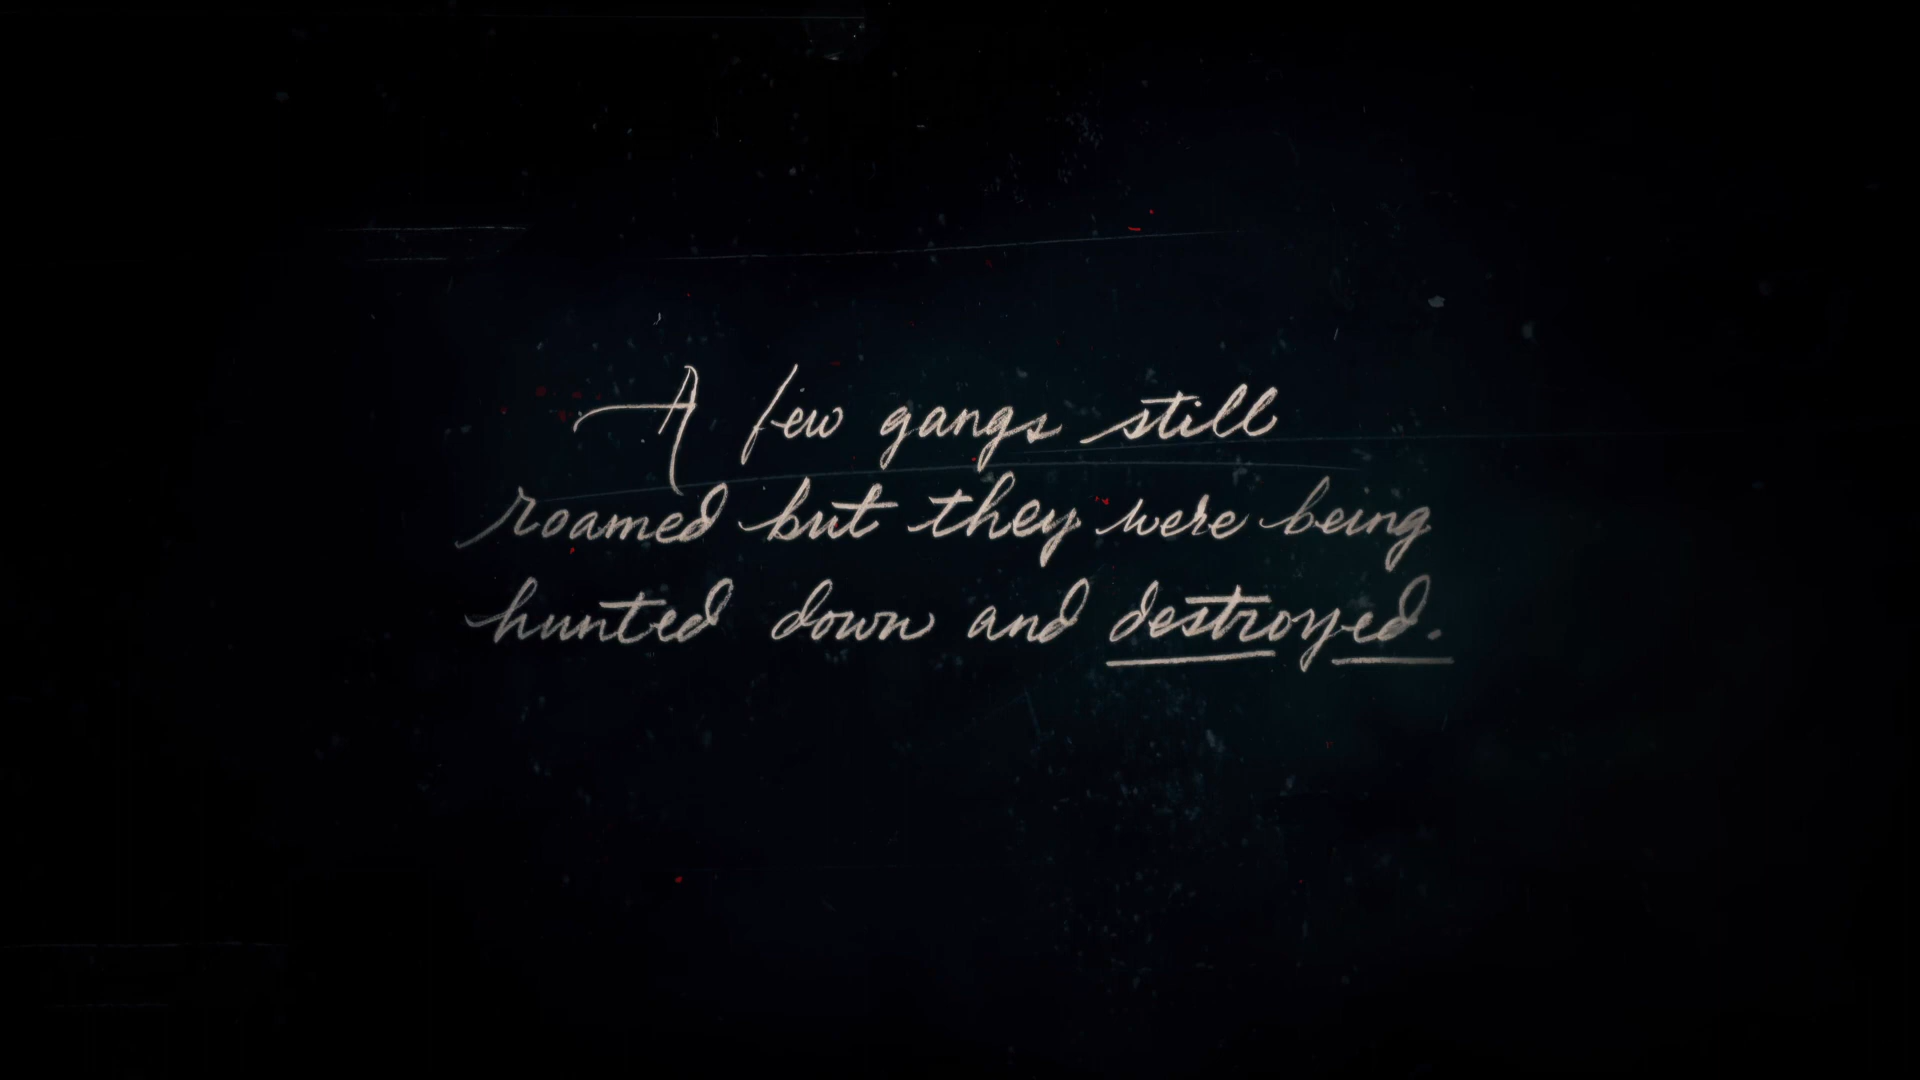 A few gangs still
roamed but they were being
hunted down and destroyed.